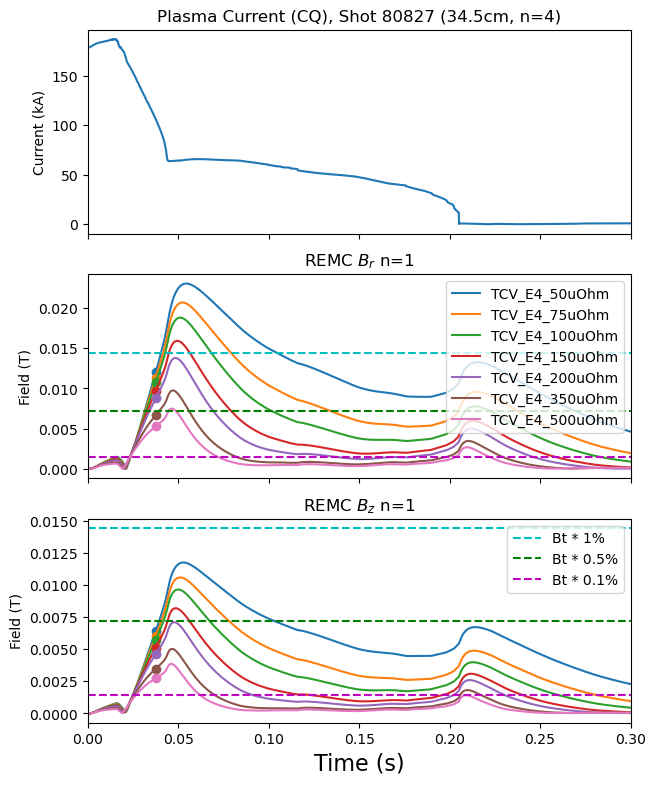 Plasma Current (CQ), Shot 80827 (34.5cm, n=4)
150
100
50
0
Current (kA)
REMC B_r n=1
0.020
0.015
0.010
0.005
0.000
Field (T)
TCV_E4_50uOhm
TCV_E4_75uOhm
TCV_E4_100uOhm
TCV_E4_150uOhm
TCV_E4_200uOhm
TCV_E4_350uOhm
TCV_E4_500uOhm
REMC B_z n=1
0.0150
0.0125
0.0100
0.0075
0.0050
0.0025
0.0000
Field (T)
Bt * 1%
Bt * 0.5%
Bt * 0.1%
0.00 0.05 0.10 0.15 0.20 0.25 0.30
Time (s)